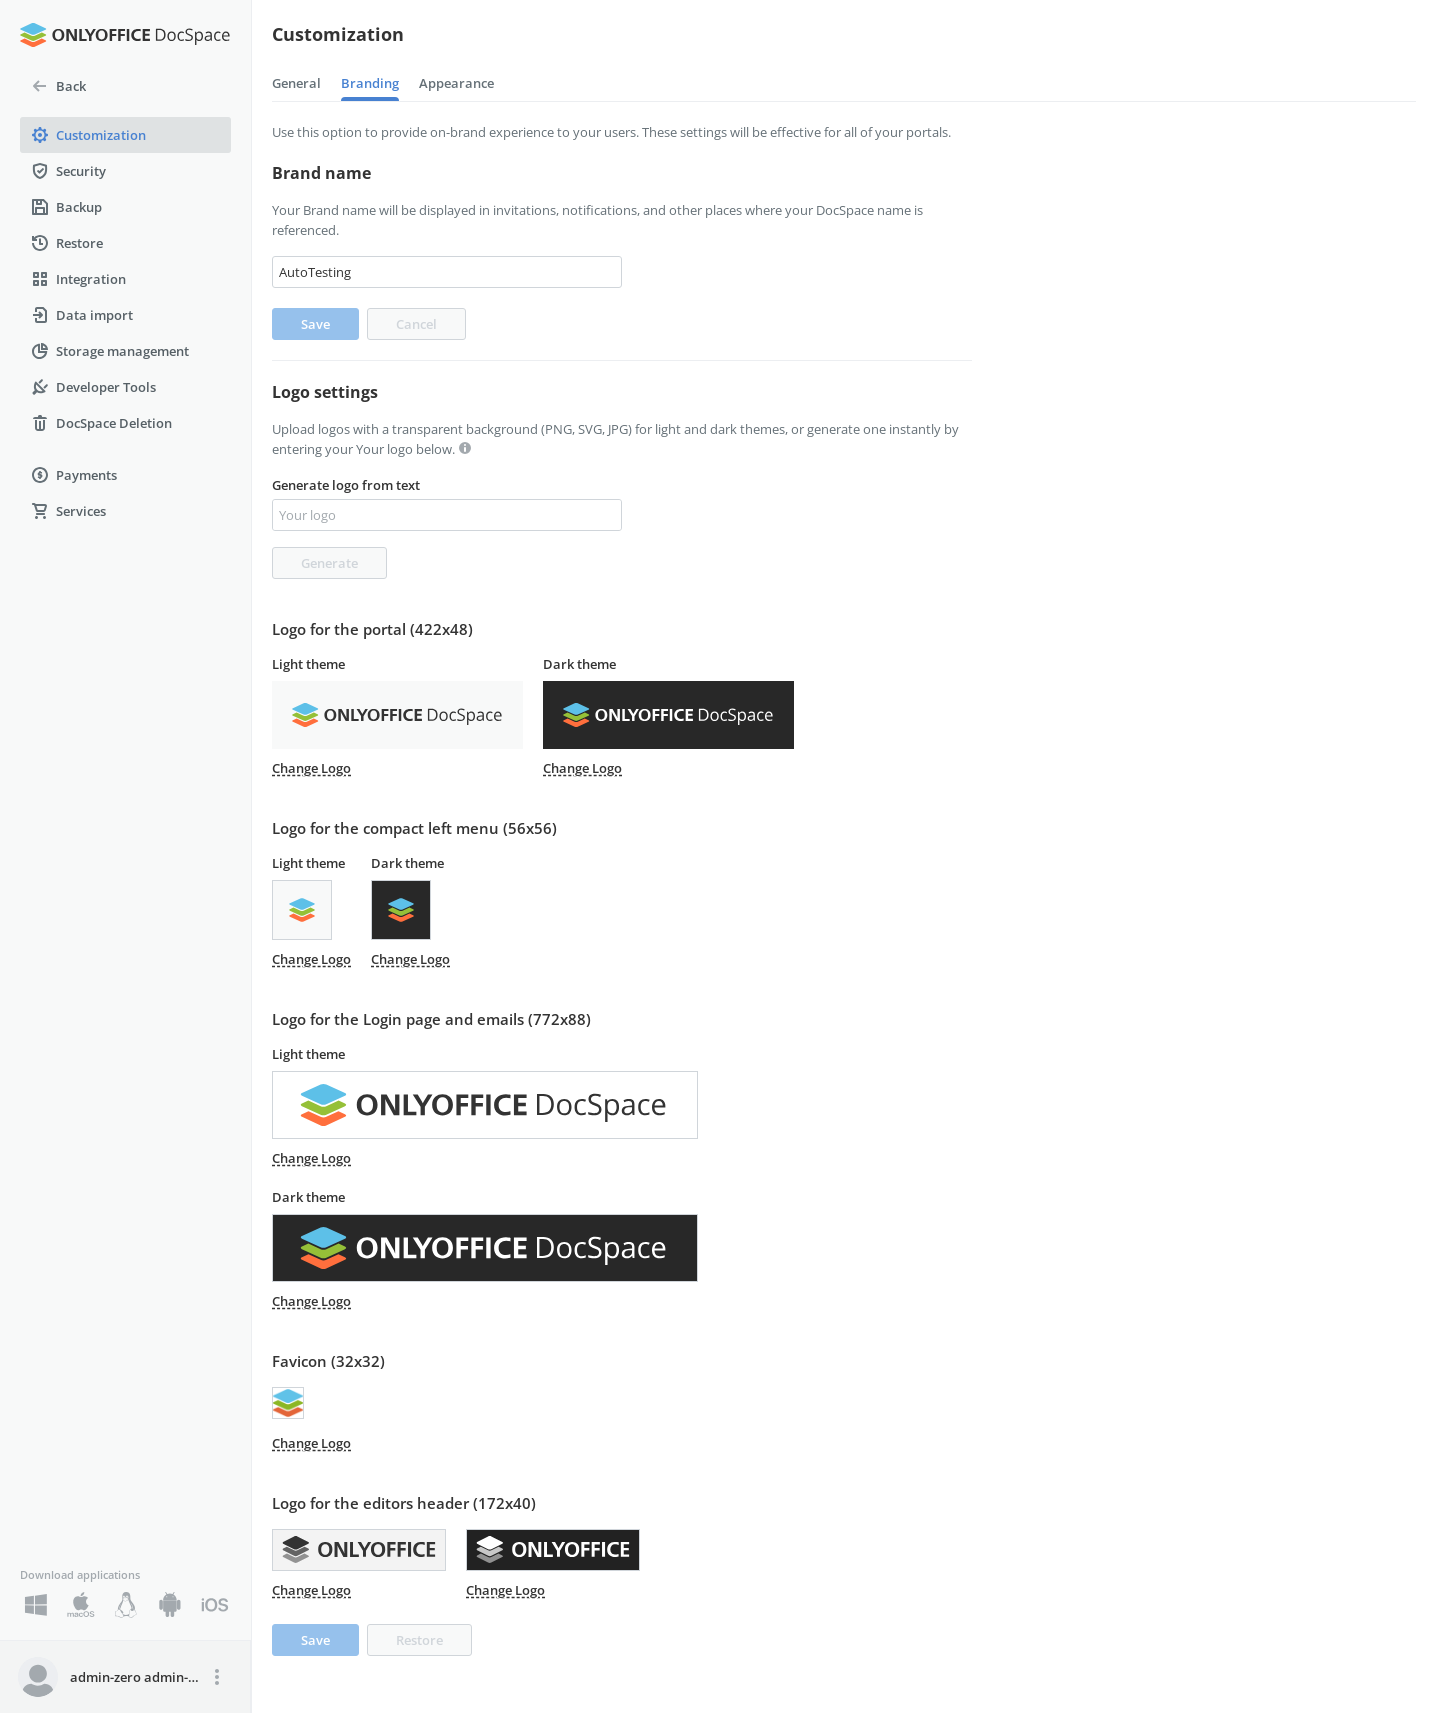 ONLYOFFICE DocSpace
Back
Customization
Security
Backup
Restore
Integration
Data import
Storage management
Developer Tools
DocSpace Deletion
Payments
Services
Download applications
macOS
iOS
admin-zero admin-...
Customization
General Branding Appearance
Use this option to provide on-brand experience to your users. These settings will be effective for all of your portals.
Brand name
Your Brand name will be displayed in invitations, notifications, and other places where your DocSpace name is
referenced.
AutoTesting
Save Cancel
Logo settings
Upload logos with a transparent background (PNG, SVG, JPG) for light and dark themes, or generate one instantly by
entering your Your logo below.
Generate logo from text
Your logo
Generate
Logo for the portal (422x48)
Light theme Dark theme
ONLYOFFICE DocSpace ONLYOFFICE DocSpace
Change Logo Change Logo
Logo for the compact left menu (56x56)
Light theme Dark theme
Change Logo Change Logo
Logo for the Login page and emails (772x88)
Light theme
ONLYOFFICE DocSpace
Change Logo
Dark theme
ONLYOFFICE DocSpace
Change Logo
Favicon (32x32)
Change Logo
Logo for the editors header (172x40)
ONLYOFFICE ONLYOFFICE
Change Logo Change Logo
Save Restore